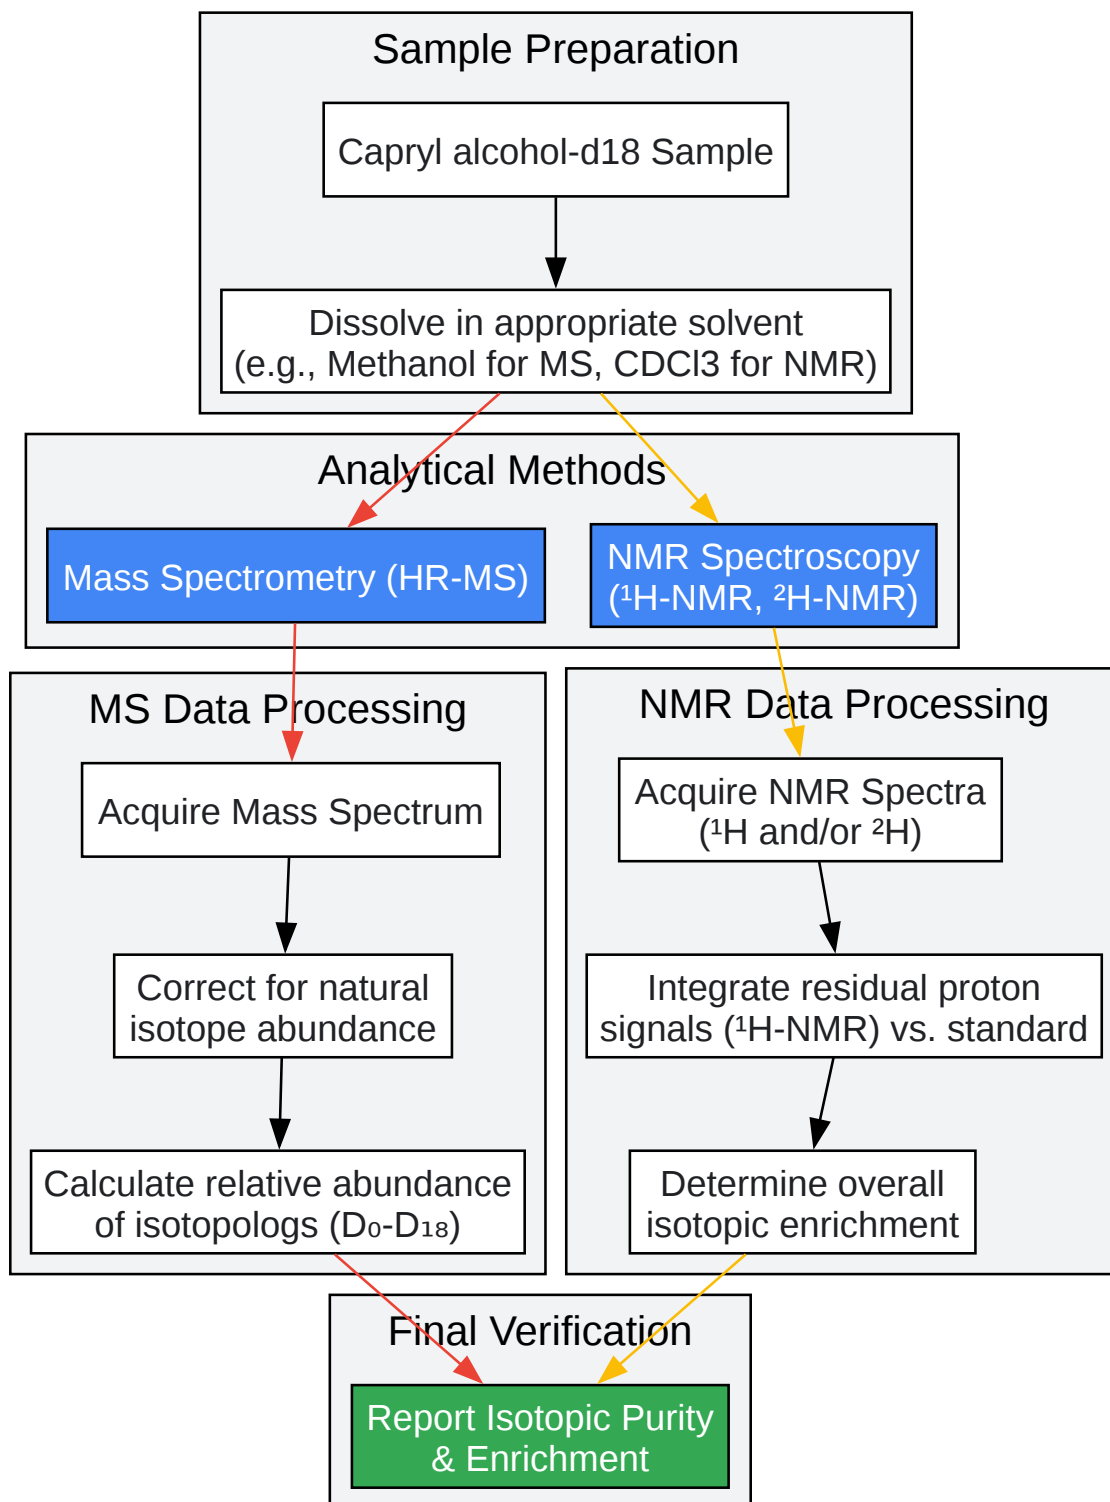 Sample Preparation
Capryl alcohol-d18 Sample
Dissolve in appropriate solvent
(e.g., Methanol for MS, CDCl3 for NMR)
Analytical Methods
Mass Spectrometry (HR-MS)
NMR Spectroscopy
(¹H-NMR, ²H-NMR)
MS Data Processing
Acquire Mass Spectrum
Correct for natural
isotope abundance
Calculate relative abundance
of isotopologs (D₀-D₁₈)
NMR Data Processing
Acquire NMR Spectra
(¹H and/or ²H)
Integrate residual proton
signals (¹H-NMR) vs. standard
Determine overall
isotopic enrichment
Final Verification
Report Isotopic Purity
& Enrichment